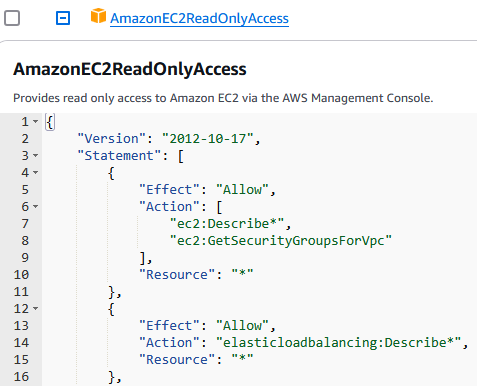 AmazonEC2ReadOnlyAccess
AmazonEC2ReadOnlyAccess
Provides read only access to Amazon EC2 via the AWS Management Console.
1 {
2     "Version": "2012-10-17",
3     "Statement": [
4         {
5             "Effect": "Allow",
6             "Action": [
7                 "ec2:Describe*",
8                 "ec2:GetSecurityGroupsForVpc"
9             ],
10             "Resource": "*"
11         },
12         {
13             "Effect": "Allow",
14             "Action": "elasticloadbalancing:Describe*",
15             "Resource": "*"
16         },